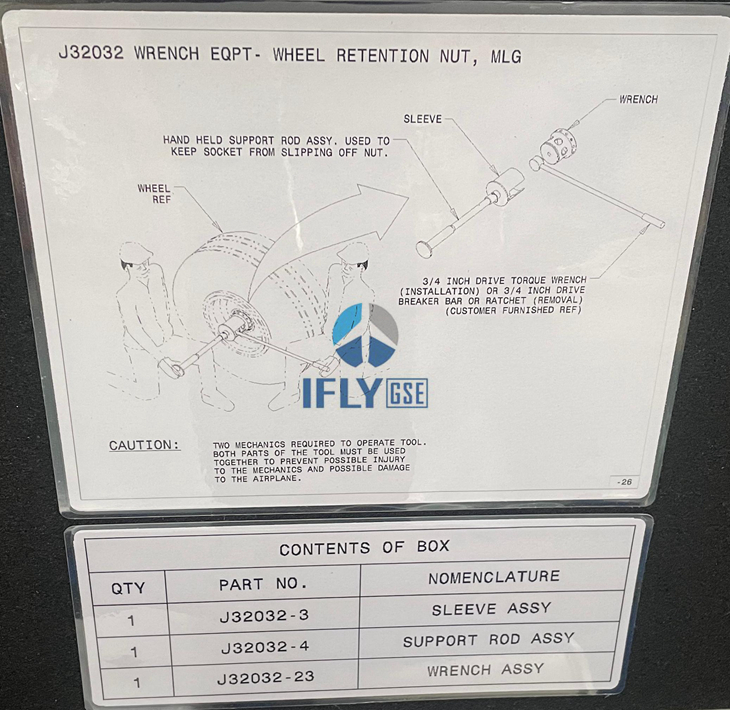 J32032 WRENCH EQPT- WHEEL RETENTION NUT, MLG
WRENCH
SLEEVE
HAND HELD SUPPORT ROD ASSY. USED TO
KEEP SOCKET FROM SLIPPING OFF NUT.
WHEEL
REF
3/4 INCH DRIVE TORQUE WRENCH
(INSTALLATION) OR 3/4 INCH DRIVE
BREAKER BAR OR RATCHET (REMOVAL)
(CUSTOMER FURNISHED REF)
IFLY GSE
CAUTION: TWO MECHANICS REQUIRED TO OPERATE TOOL.
BOTH PARTS OF THE TOOL MUST BE USED
TOGETHER TO PREVENT POSSIBLE INJURY
TO THE MECHANICS AND POSSIBLE DAMAGE
TO THE AIRPLANE.
-26
CONTENTS OF BOX
QTY PART NO. NOMENCLATURE
1 J32032-3 SLEEVE ASSY
1 J32032-4 SUPPORT ROD ASSY
1 J32032-23 WRENCH ASSY